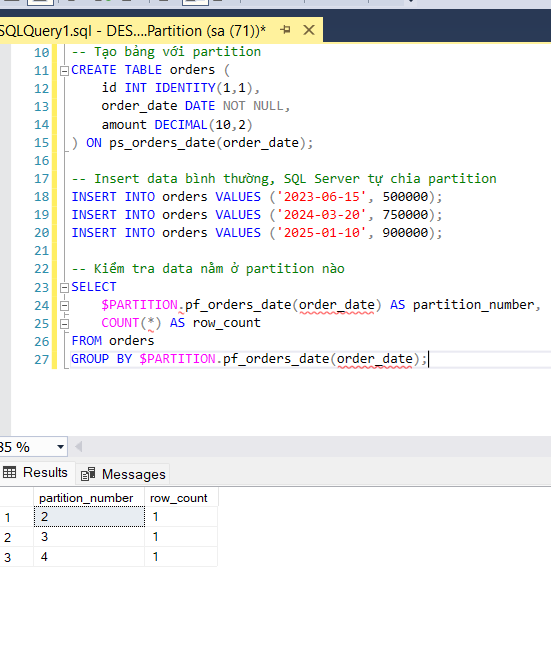 SQLQuery1.sql - DES....Partition (sa (71))*
10 -- Tạo bảng với partition
11 CREATE TABLE orders (
12 id INT IDENTITY(1,1),
13 order_date DATE NOT NULL,
14 amount DECIMAL(10,2)
15 ) ON ps_orders_date(order_date);
16
17 -- Insert data bình thường, SQL Server tự chia partition
18 INSERT INTO orders VALUES ('2023-06-15', 500000);
19 INSERT INTO orders VALUES ('2024-03-20', 750000);
20 INSERT INTO orders VALUES ('2025-01-10', 900000);
21
22 -- Kiểm tra data nằm ở partition nào
23 SELECT
24 $PARTITION.pf_orders_date(order_date) AS partition_number,
25 COUNT(*) AS row_count
26 FROM orders
27 GROUP BY $PARTITION.pf_orders_date(order_date);
85 %
Results Messages
partition_number row_count
1 2 1
2 3 1
3 4 1